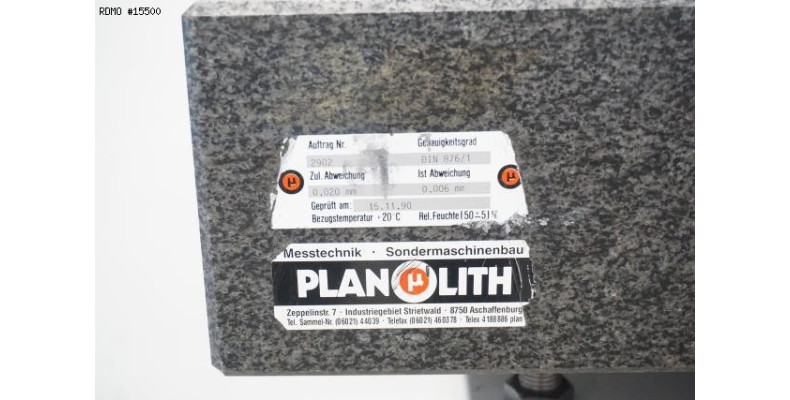 RDMO #15500
Auftrag Nr. Genauigkeitsgrad
2902 DIN 876/1
Zul. Abweichung Ist Abweichung
0.020 mm 0.006 mm
Geprüft am: 15.11.90
Bezugstemperatur +20°C Rel. Feuchte (50±5) %
µ µ
Messtechnik · Sondermaschinenbau
PLANµLITH
Zeppelinstr. 7 · Industriegebiet Strietwald · 8750 Aschaffenburg
Tel. Sammel-Nr. (06021) 44039 · Telefax (06021) 460378 · Telex 4188886 plan